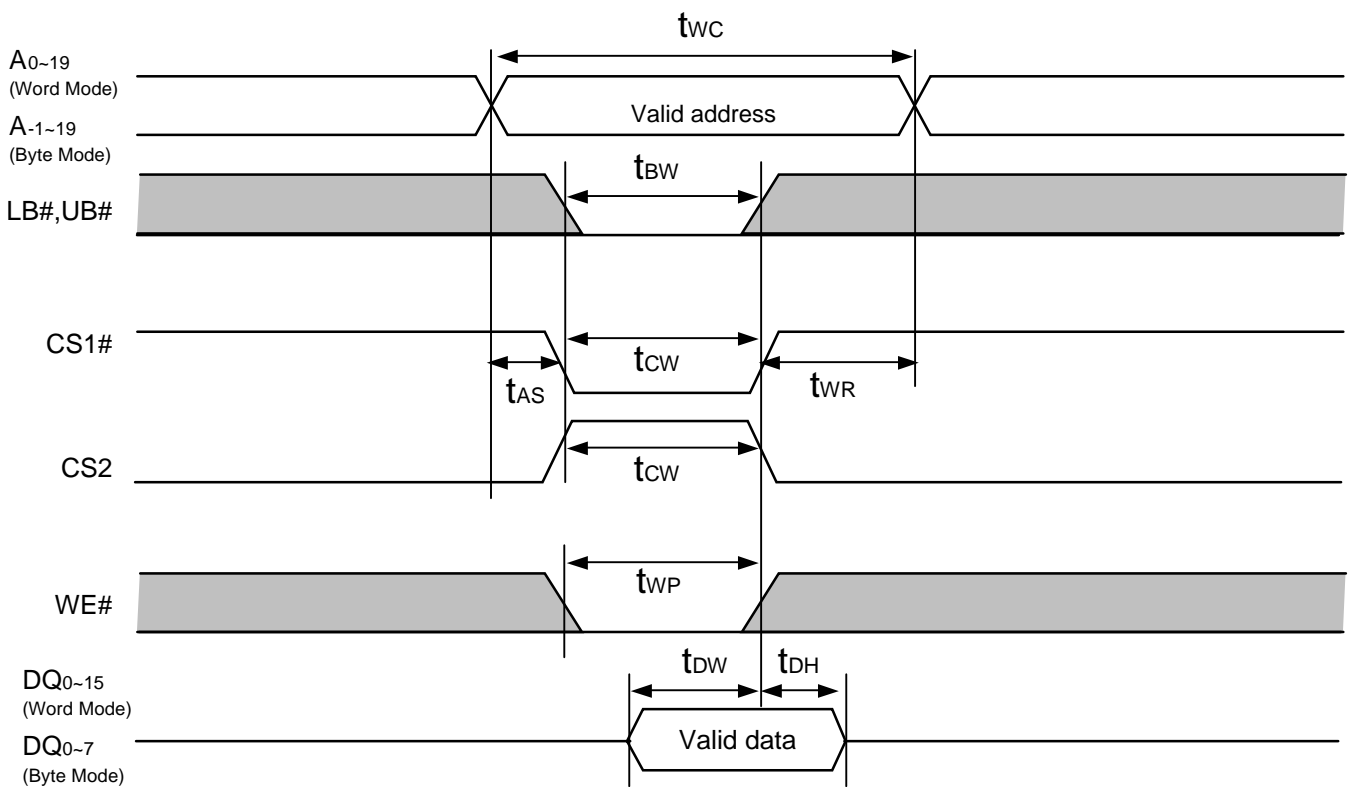 tWC
A0~19
(Word Mode)
A-1~19
(Byte Mode)
Valid address
tBW
LB#,UB#
CS1#
tCW
tAS
tWR
CS2
tCW
WE#
tWP
tDW
tDH
DQ0~15
(Word Mode)
DQ0~7
(Byte Mode)
Valid data